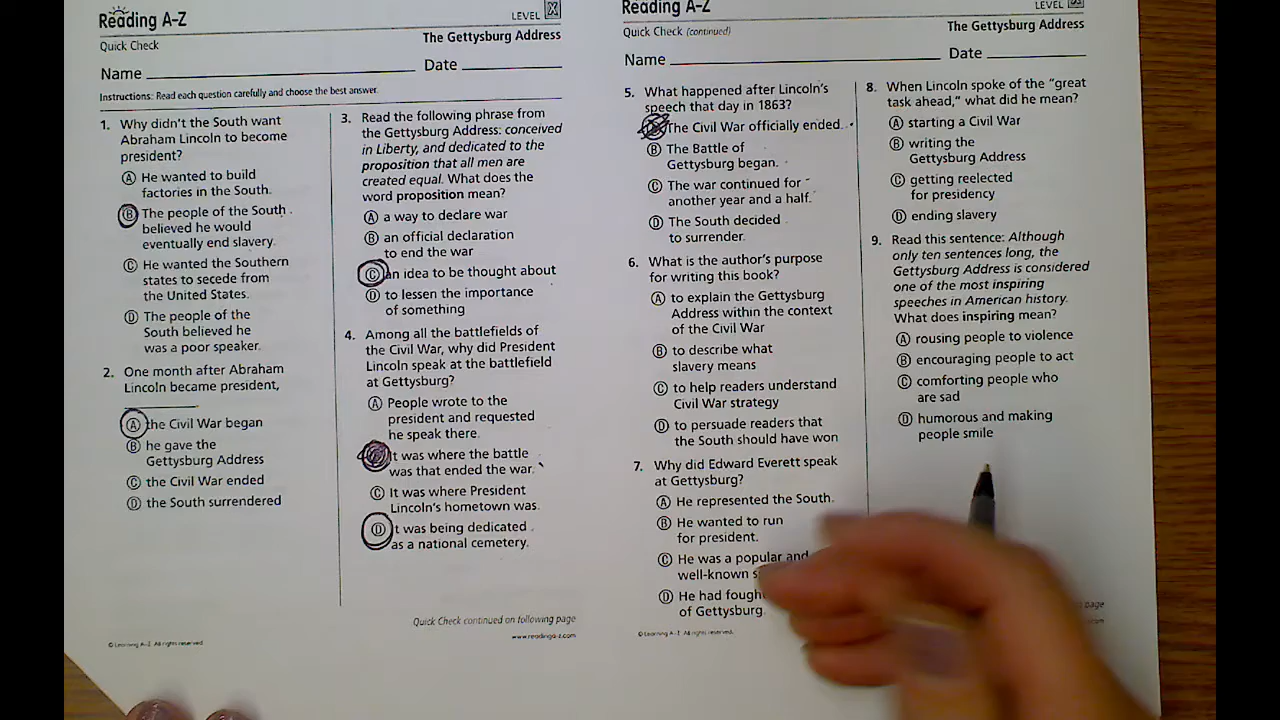 Reading A-Z
LEVEL X
Quick Check
The Gettysburg Address
Name Date
Instructions: Read each question carefully and choose the best answer.
1. Why didn't the South want
Abraham Lincoln to become
president?
A He wanted to build
factories in the South.
B The people of the South
believed he would
eventually end slavery.
C He wanted the Southern
states to secede from
the United States.
D The people of the
South believed he
was a poor speaker.
2. One month after Abraham
Lincoln became president,
A the Civil War began
B he gave the
Gettysburg Address
C the Civil War ended
D the South surrendered
3. Read the following phrase from
the Gettysburg Address: conceived
in Liberty, and dedicated to the
proposition that all men are
created equal. What does the
word proposition mean?
A a way to declare war
B an official declaration
to end the war
C an idea to be thought about
D to lessen the importance
of something
4. Among all the battlefields of
the Civil War, why did President
Lincoln speak at the battlefield
at Gettysburg?
A People wrote to the
president and requested
he speak there.
It was where the battle
was that ended the war.
C It was where President
Lincoln's hometown was.
D It was being dedicated
as a national cemetery.
Quick Check continued on following page
© Learning A–Z All rights reserved.
www.readinga-z.com
Reading A-Z
LEVEL
Quick Check (continued)
The Gettysburg Address
Name Date
5. What happened after Lincoln's
speech that day in 1863?
The Civil War officially ended.
B The Battle of
Gettysburg began.
C The war continued for
another year and a half.
D The South decided
to surrender.
6. What is the author's purpose
for writing this book?
A to explain the Gettysburg
Address within the context
of the Civil War
B to describe what
slavery means
C to help readers understand
Civil War strategy
D to persuade readers that
the South should have won
7. Why did Edward Everett speak
at Gettysburg?
A He represented the South.
B He wanted to run
for president.
C He was a popular and
well-known
D He had fought
of Gettysburg.
8. When Lincoln spoke of the "great
task ahead," what did he mean?
A starting a Civil War
B writing the
Gettysburg Address
C getting reelected
for presidency
D ending slavery
9. Read this sentence: Although
only ten sentences long, the
Gettysburg Address is considered
one of the most inspiring
speeches in American history.
What does inspiring mean?
A rousing people to violence
B encouraging people to act
C comforting people who
are sad
D humorous and making
people smile
page
© Learning A–Z All rights reserved.